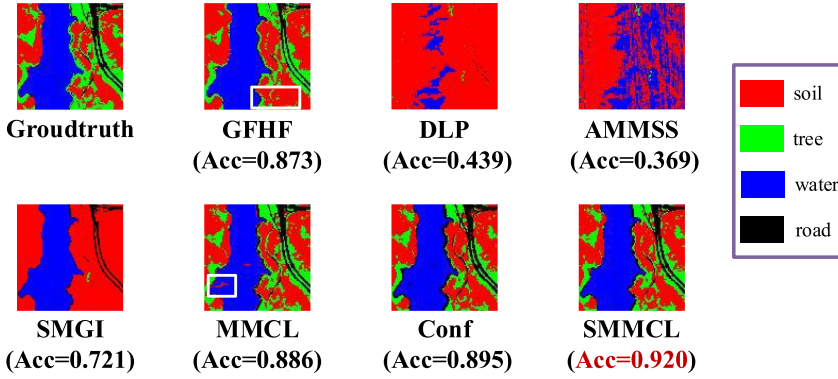 Groudtruth
GFHF
(Acc=0.873)
DLP
(Acc=0.439)
AMMSS
(Acc=0.369)
SMGI
(Acc=0.721)
MMCL
(Acc=0.886)
Conf
(Acc=0.895)
SMMCL
(Acc=0.920)
soil
tree
water
road